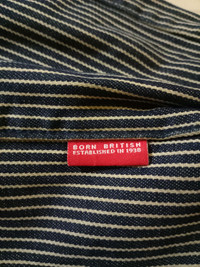 BORN BRITISH
ESTABLISHED IN 1938